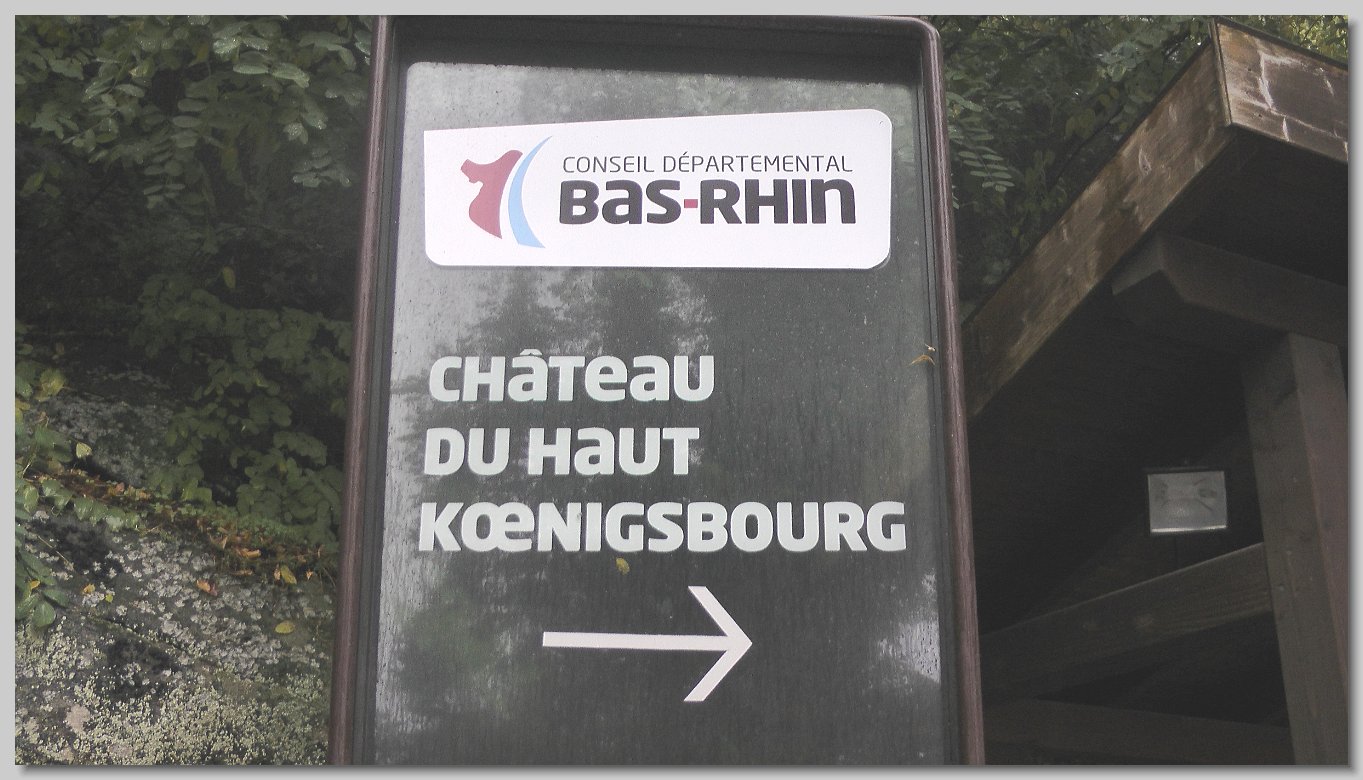 CONSEIL DÉPARTEMENTAL
BAS-RHIN
CHÂTEAU
DU HAUT
KŒNIGSBOURG